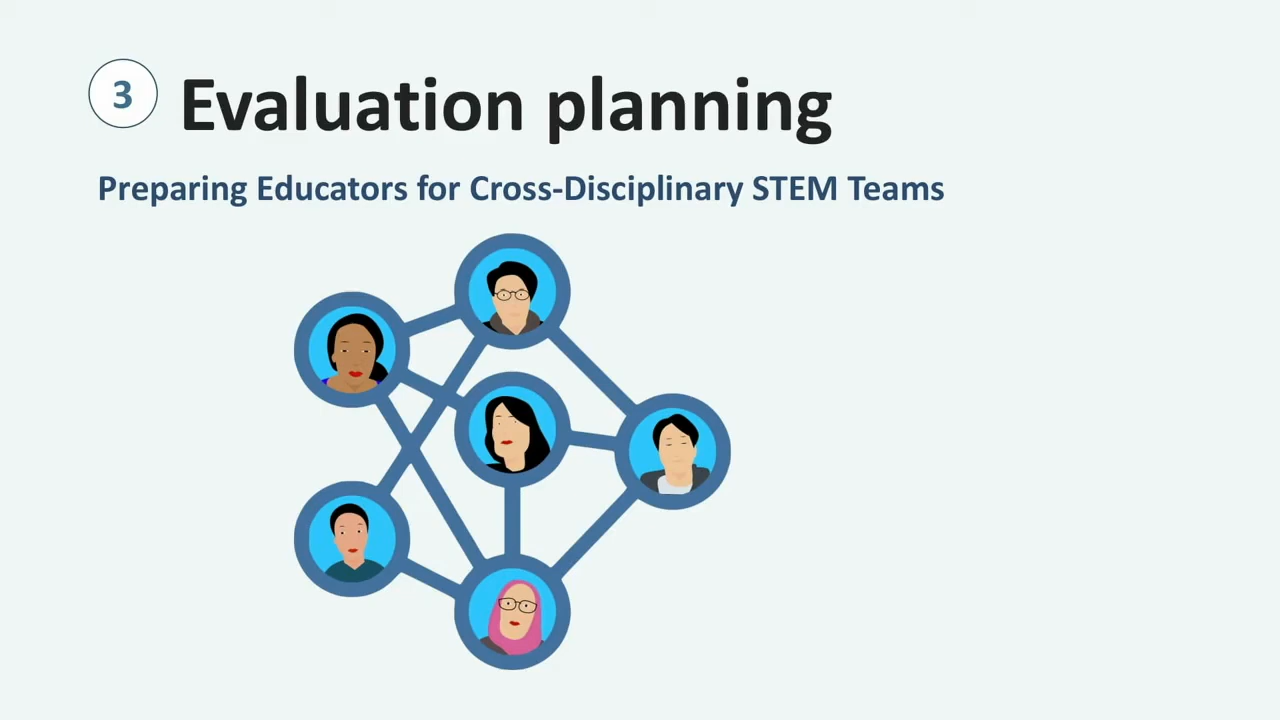 3
Evaluation planning
Preparing Educators for Cross-Disciplinary STEM Teams